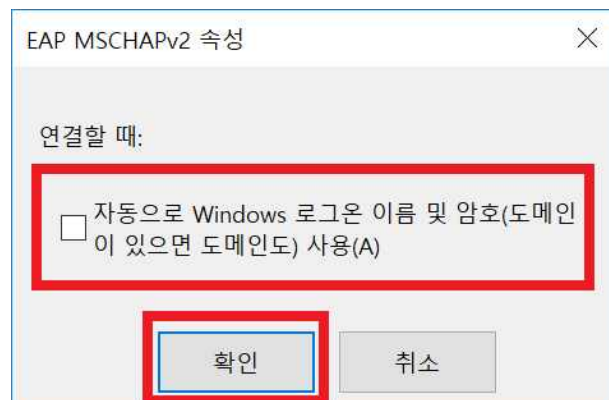 EAP MSCHAPv2 속성
연결할 때:
자동으로 Windows 로그온 이름 및 암호(도메인
이 있으면 도메인도) 사용(A)
확인
취소